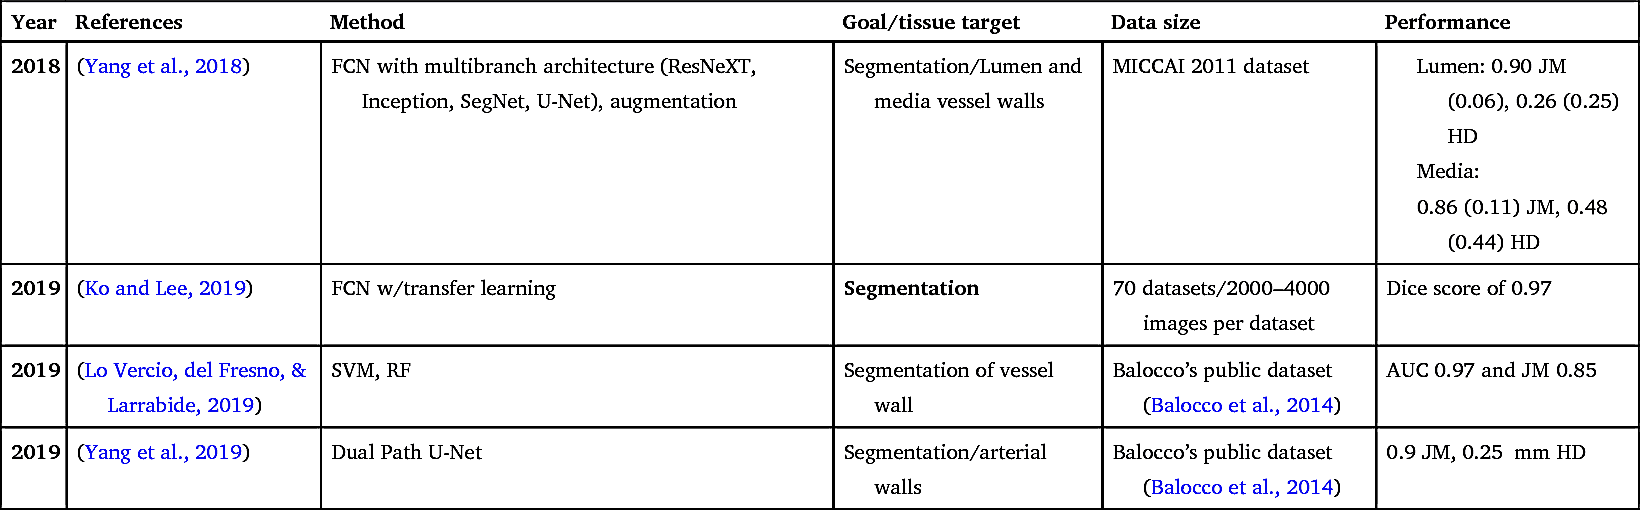 Year References Method Goal/tissue target Data size Performance
2018 (Yang et al., 2018) FCN with multibranch architecture (ResNeXT, Segmentation/Lumen and MICCAI 2011 dataset Lumen: 0.90 JM
Inception, SegNet, U-Net), augmentation media vessel walls (0.06), 0.26 (0.25)
HD
Media:
0.86 (0.11) JM, 0.48
(0.44) HD
2019 (Ko and Lee, 2019) FCN w/transfer learning Segmentation 70 datasets/2000–4000 Dice score of 0.97
images per dataset
2019 (Lo Vercio, del Fresno, & SVM, RF Segmentation of vessel Balocco’s public dataset AUC 0.97 and JM 0.85
Larrabide, 2019) wall (Balocco et al., 2014)
2019 (Yang et al., 2019) Dual Path U-Net Segmentation/arterial Balocco’s public dataset 0.9 JM, 0.25 mm HD
walls (Balocco et al., 2014)